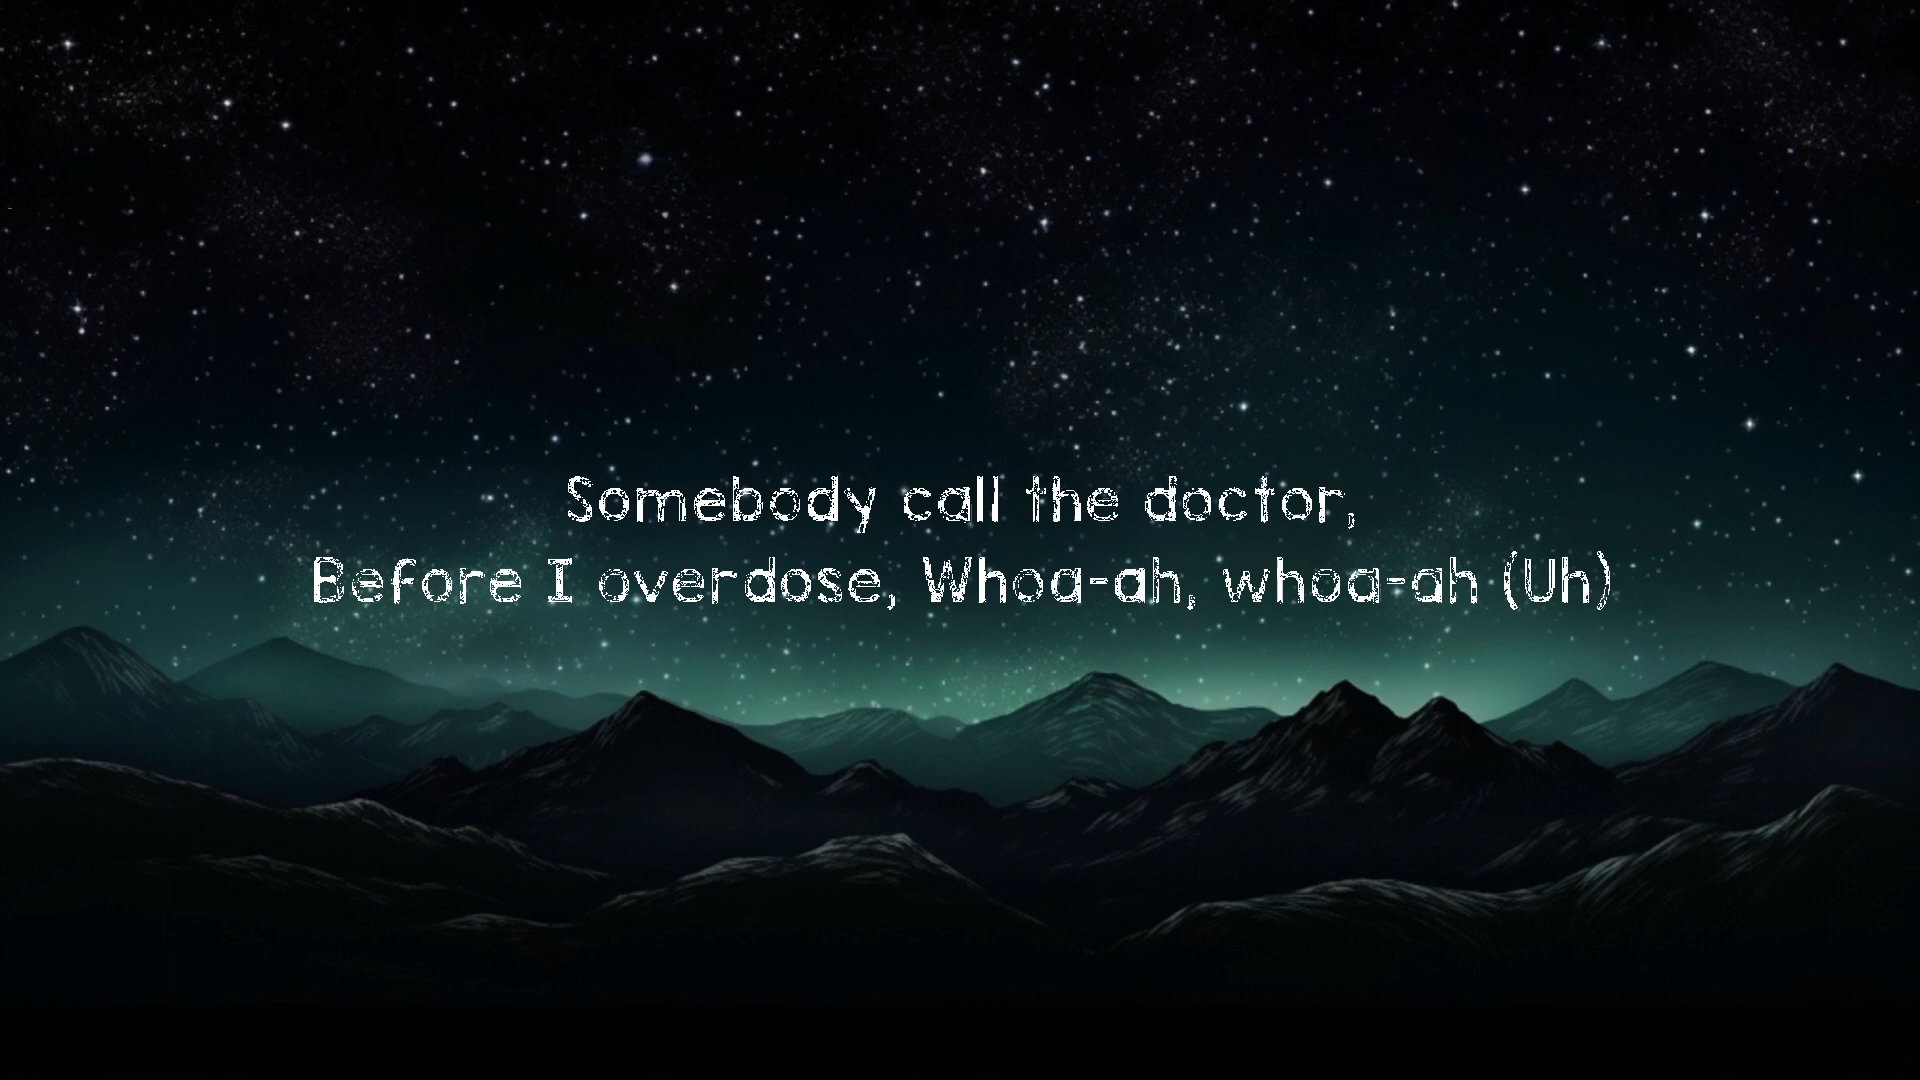 Somebody call the doctor,
Before I overdose, Whoa-ah, whoa-ah (Uh)